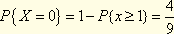 P{ X = 0} = 1 − P{x ≥ 1} = 4/9